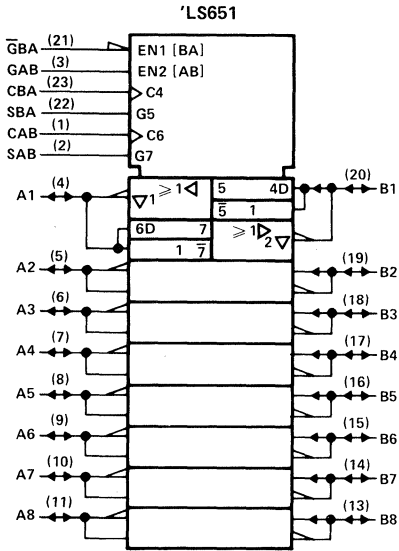 'LS651
G̅BA (21) EN1 [BA]
GAB (3) EN2 [AB]
CBA (23) C4
SBA (22) G5
CAB (1) C6
SAB (2) G7
A1 (4) ▽1 ≥1◁ 5 4D (20) B1
5̅ 1
6D 7 ≥1▷
1 7̅ 2▽
A2 (5) (19) B2
A3 (6) (18) B3
A4 (7) (17) B4
A5 (8) (16) B5
A6 (9) (15) B6
A7 (10) (14) B7
A8 (11) (13) B8